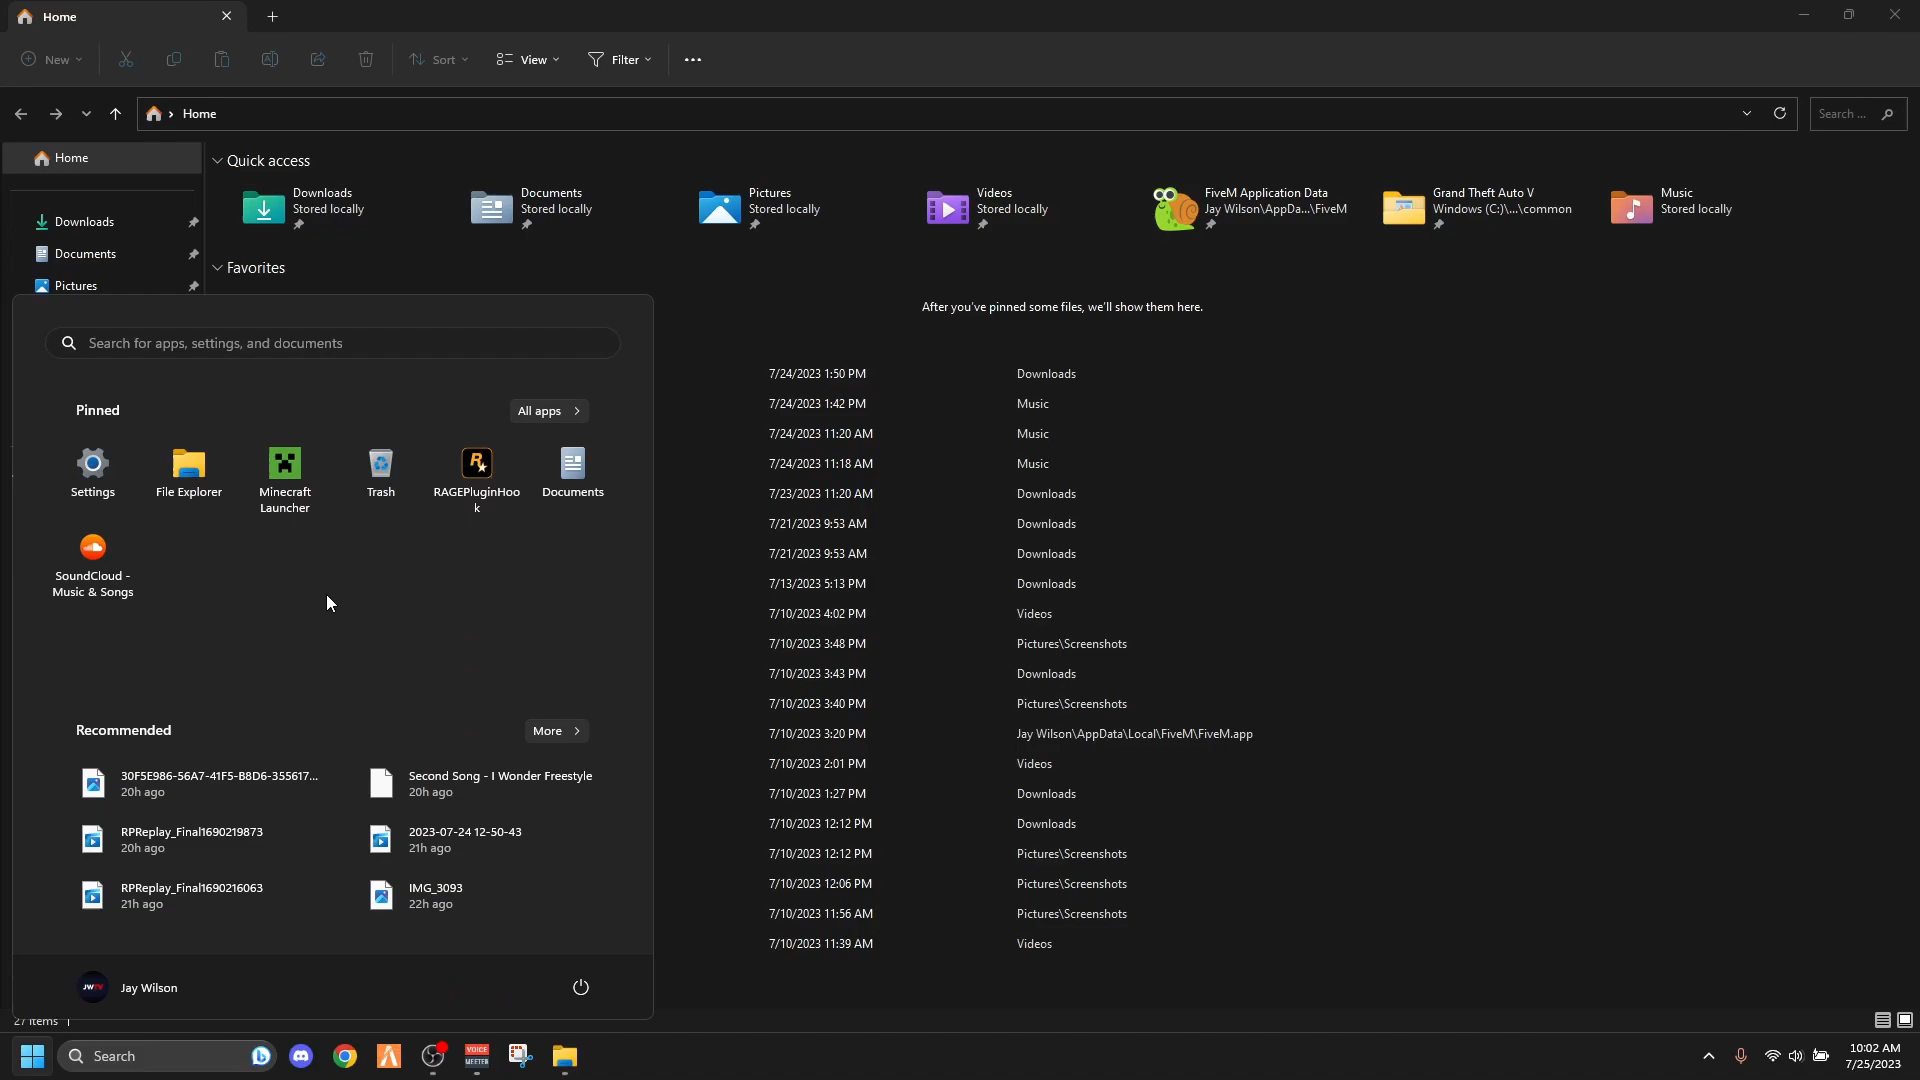 Home
New
Sort
View
Filter
Home
Search ...
Home
Downloads
Documents
Pictures
Quick access
Downloads
Stored locally
Documents
Stored locally
Pictures
Stored locally
Videos
Stored locally
FiveM Application Data
Jay Wilson\AppDa...\FiveM
Grand Theft Auto V
Windows (C:)\...\common
Music
Stored locally
Favorites
After you've pinned some files, we'll show them here.
7/24/2023 1:50 PM Downloads
7/24/2023 1:42 PM Music
7/24/2023 11:20 AM Music
7/24/2023 11:18 AM Music
7/23/2023 11:20 AM Downloads
7/21/2023 9:53 AM Downloads
7/21/2023 9:53 AM Downloads
7/13/2023 5:13 PM Downloads
7/10/2023 4:02 PM Videos
7/10/2023 3:48 PM Pictures\Screenshots
7/10/2023 3:43 PM Downloads
7/10/2023 3:40 PM Pictures\Screenshots
7/10/2023 3:20 PM Jay Wilson\AppData\Local\FiveM\FiveM.app
7/10/2023 2:01 PM Videos
7/10/2023 1:27 PM Downloads
7/10/2023 12:12 PM Downloads
7/10/2023 12:12 PM Pictures\Screenshots
7/10/2023 12:06 PM Pictures\Screenshots
7/10/2023 11:56 AM Pictures\Screenshots
7/10/2023 11:39 AM Videos
Search for apps, settings, and documents
Pinned
All apps
Settings
File Explorer
Minecraft
Launcher
Trash
RAGEPluginHoo
k
Documents
SoundCloud -
Music & Songs
Recommended
More
30F5E986-56A7-41F5-B8D6-355617...
20h ago
Second Song - I Wonder Freestyle
20h ago
RPReplay_Final1690219873
20h ago
2023-07-24 12-50-43
21h ago
RPReplay_Final1690216063
21h ago
IMG_3093
22h ago
JWTV
Jay Wilson
27 items
Search
VOICE
MEETER
10:02 AM
7/25/2023